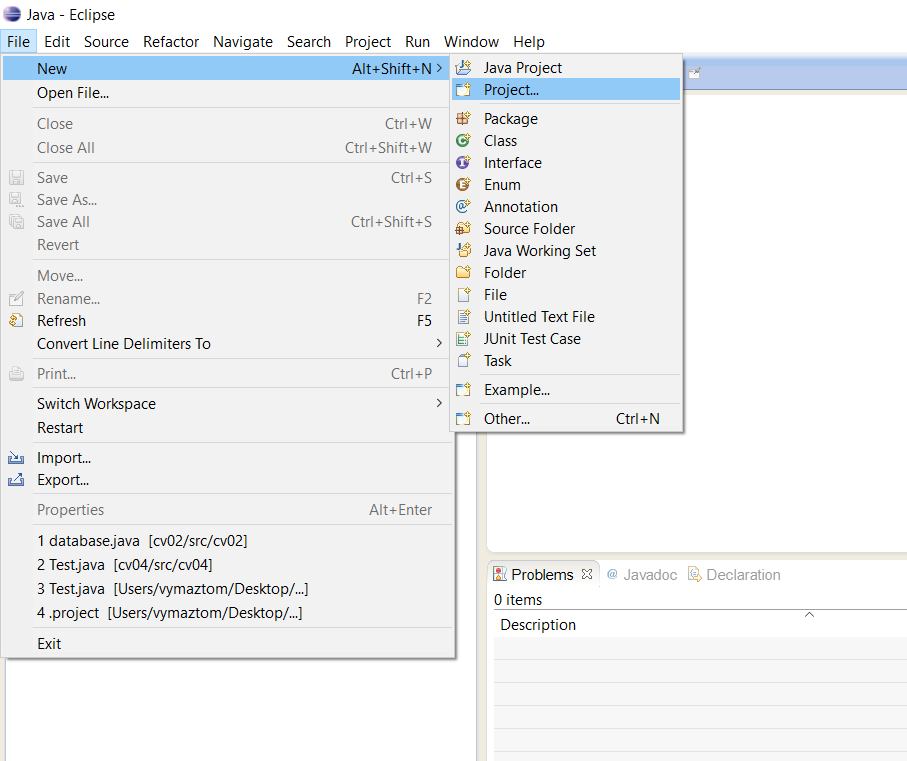 Java - Eclipse
File Edit Source Refactor Navigate Search Project Run Window Help
New Alt+Shift+N
Open File...
Close Ctrl+W
Close All Ctrl+Shift+W
Save Ctrl+S
Save As...
Save All Ctrl+Shift+S
Revert
Move...
Rename... F2
Refresh F5
Convert Line Delimiters To
Print... Ctrl+P
Switch Workspace
Restart
Import...
Export...
Properties Alt+Enter
1 database.java [cv02/src/cv02]
2 Test.java [cv04/src/cv04]
3 Test.java [Users/vymaztom/Desktop/...]
4 .project [Users/vymaztom/Desktop/...]
Exit
Java Project
Project...
Package
Class
Interface
Enum
Annotation
Source Folder
Java Working Set
Folder
File
Untitled Text File
JUnit Test Case
Task
Example...
Other... Ctrl+N
Problems @ Javadoc Declaration
0 items
Description